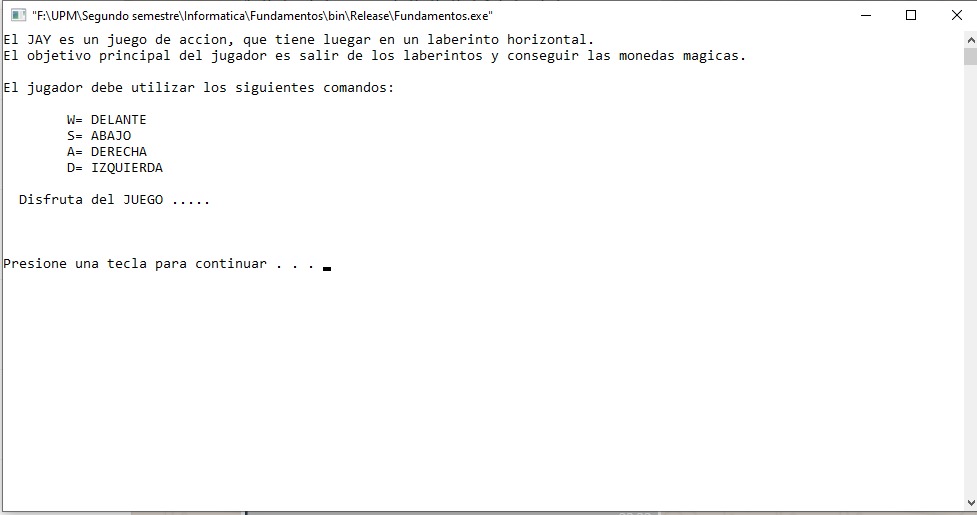 "F:\UPM\Segundo semestre\Informatica\Fundamentos\bin\Release\Fundamentos.exe"
El JAY es un juego de accion, que tiene luegar en un laberinto horizontal.
El objetivo principal del jugador es salir de los laberintos y conseguir las monedas magicas.
El jugador debe utilizar los siguientes comandos:
W= DELANTE
S= ABAJO
A= DERECHA
D= IZQUIERDA
Disfruta del JUEGO .....
Presione una tecla para continuar . . .